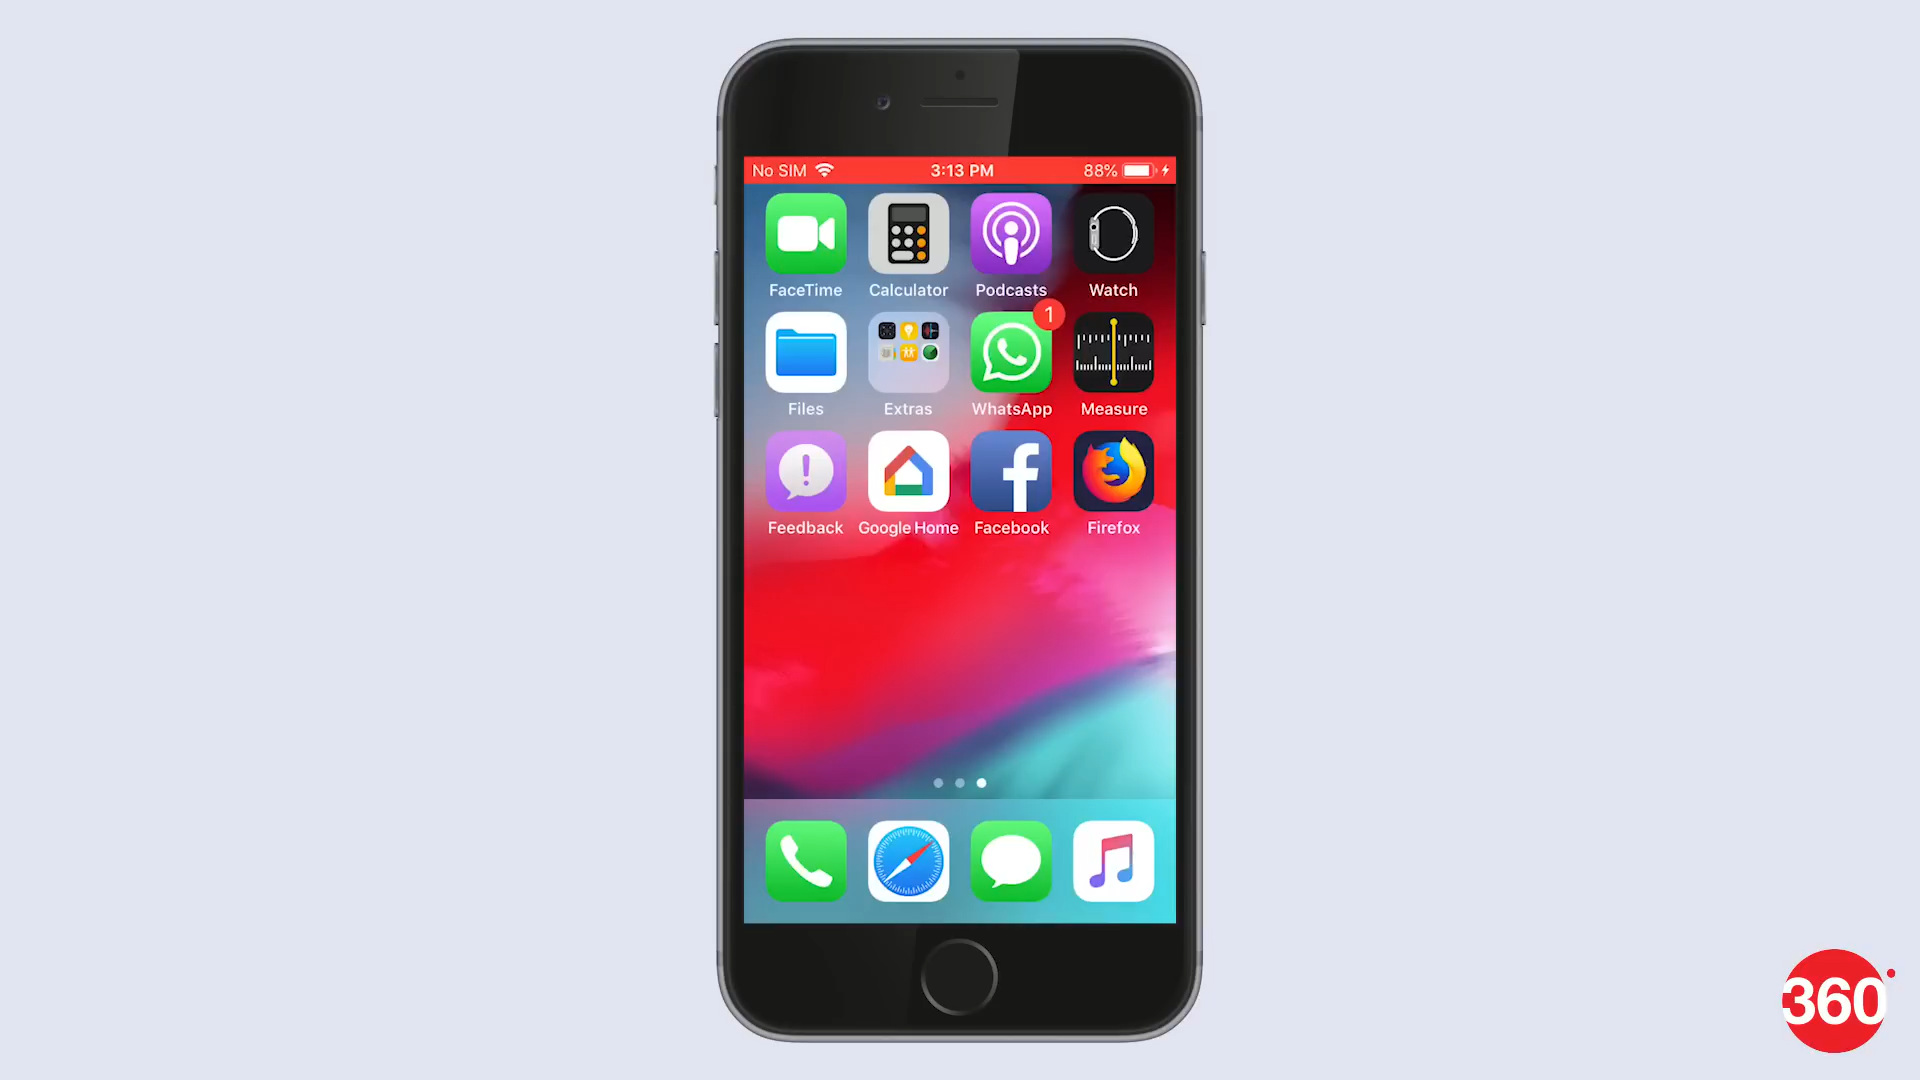 No SIM 3:13 PM 88%
FaceTime Calculator Podcasts Watch
1
Files Extras WhatsApp Measure
Feedback Google Home Facebook Firefox
360°